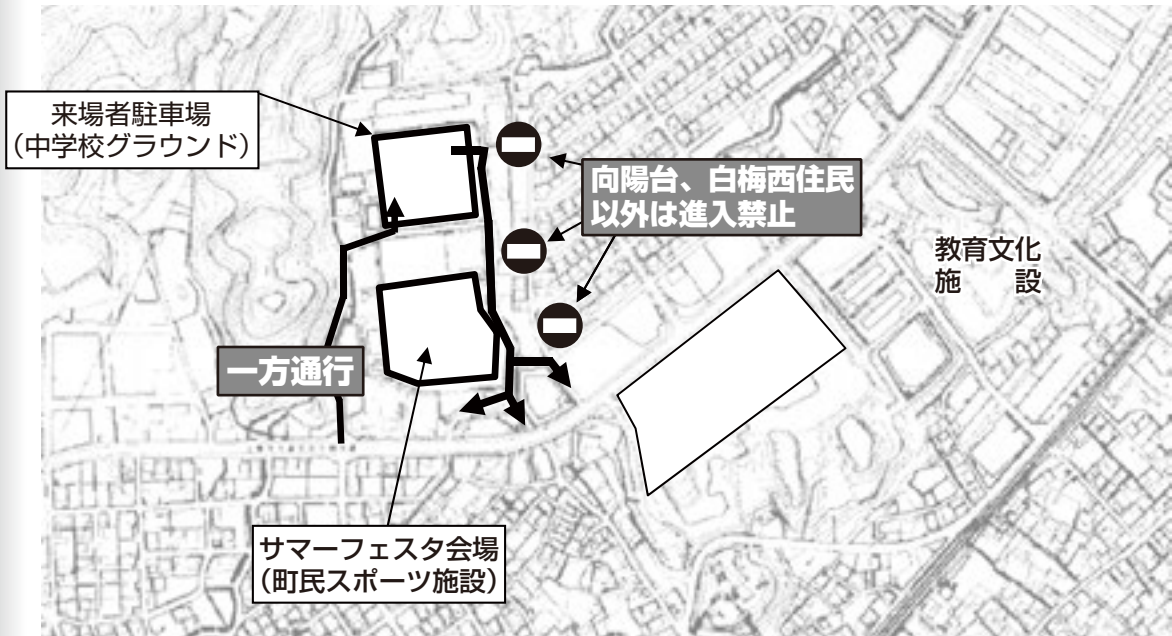 来場者駐車場
（中学校グラウンド）
向陽台、白梅西住民
以外は進入禁止
教育文化
施　　設
一方通行
サマーフェスタ会場
（町民スポーツ施設）